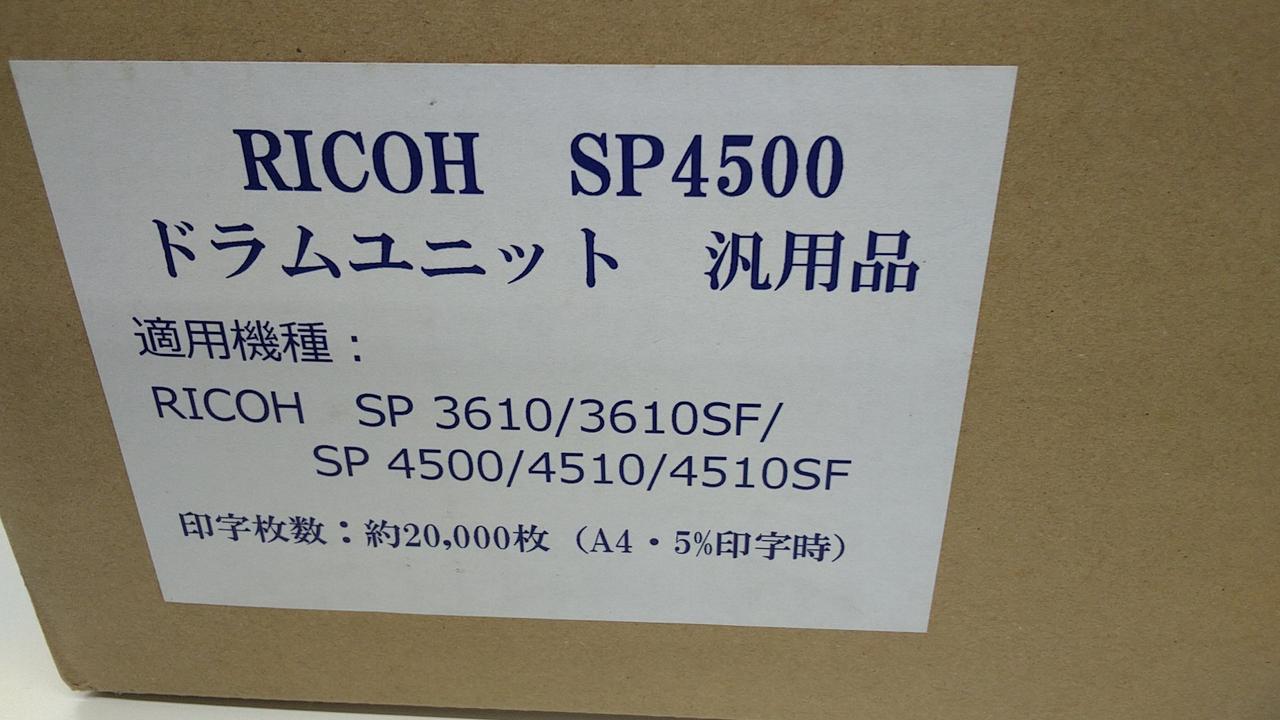 RICOH　SP4500
ドラムユニット　汎用品
適用機種：
RICOH　SP 3610/3610SF/
SP 4500/4510/4510SF
印字枚数：約20,000枚（A4・5%印字時）